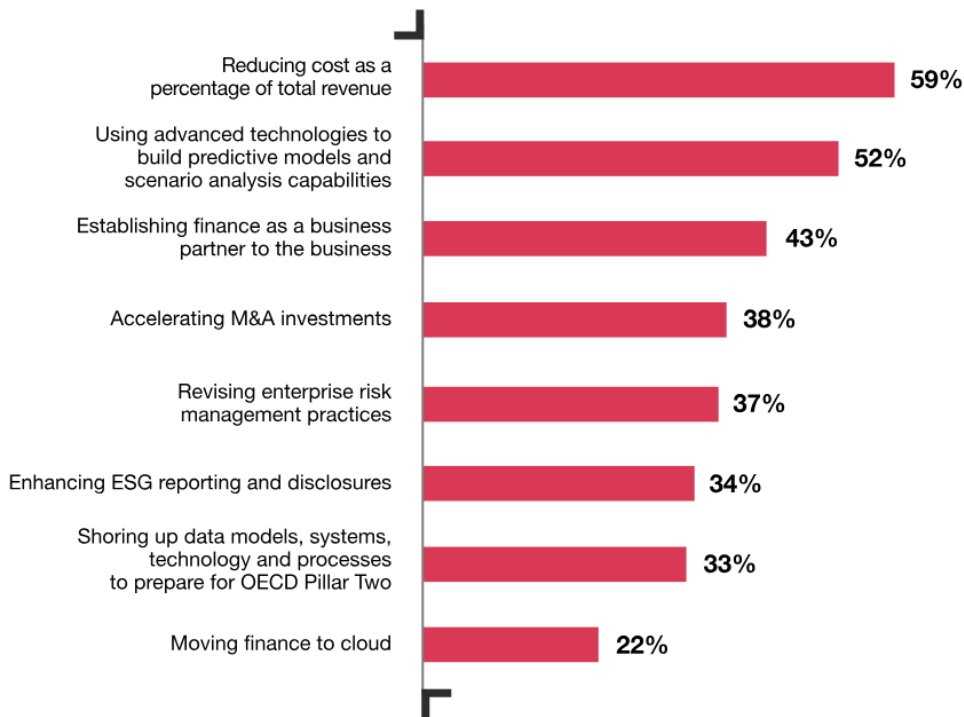 Reducing cost as a
percentage of total revenue
59%
Using advanced technologies to
build predictive models and
scenario analysis capabilities
52%
Establishing finance as a business
partner to the business
43%
Accelerating M&A investments
38%
Revising enterprise risk
management practices
37%
Enhancing ESG reporting and disclosures
34%
Shoring up data models, systems,
technology and processes
to prepare for OECD Pillar Two
33%
Moving finance to cloud
22%